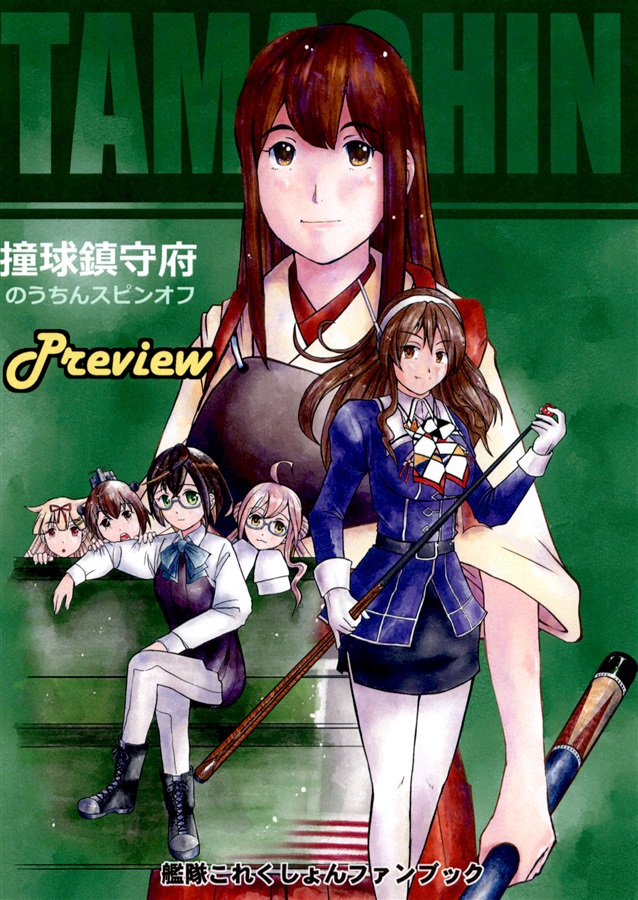 TAMACHIN
撞球鎮守府
のうちんスピンオフ
Preview
艦隊これくしょんファンブック